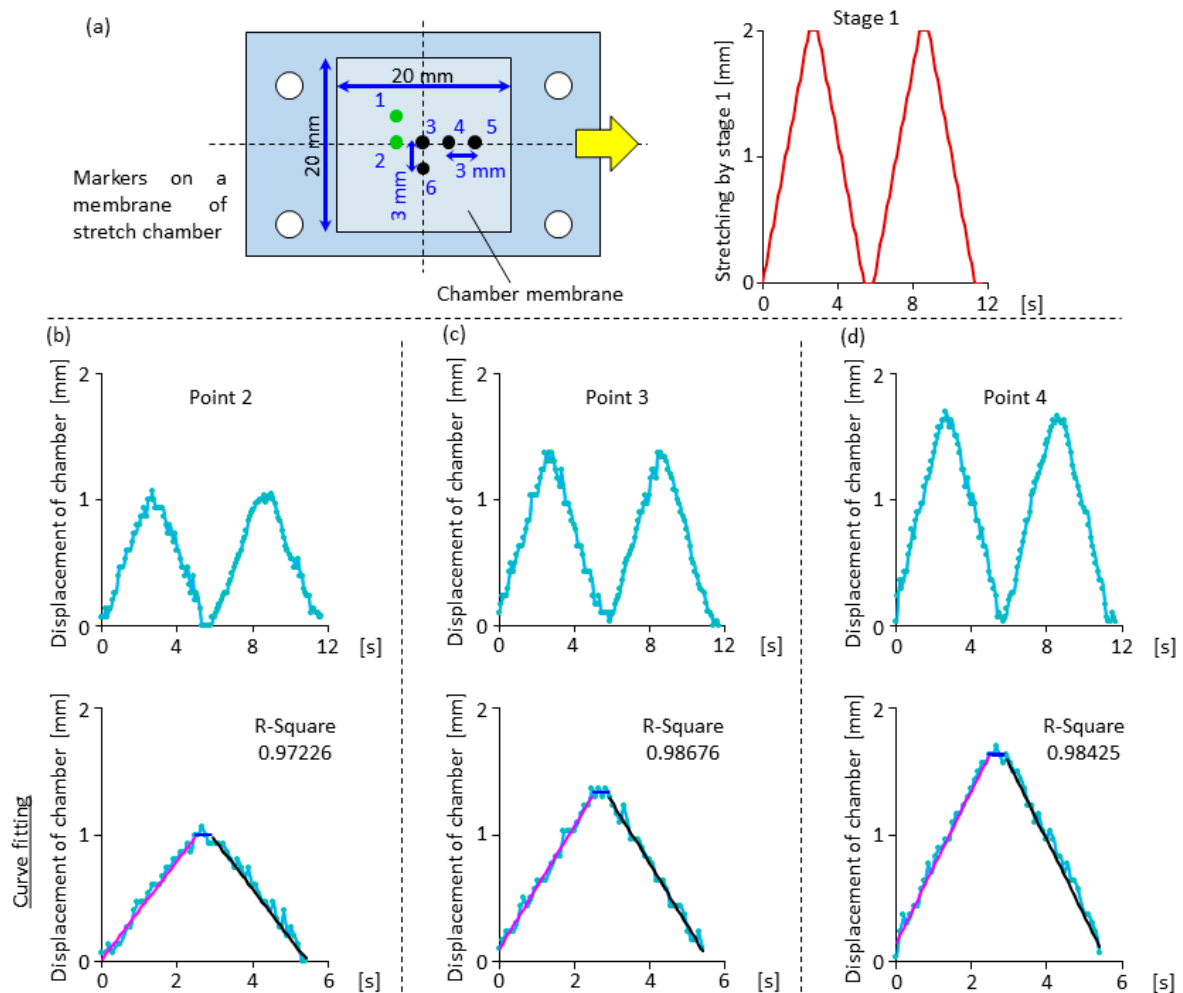 (a)
20 mm
20 mm
1
2
3
4
5
6
3 mm
3 mm
Markers on a
membrane of
stretch chamber
Chamber membrane
Stage 1
Stretching by stage 1 [mm]
2
1
0
0
4
8
12
[s]
(b)
Displacement of chamber [mm]
Point 2
2
1
0
0
4
8
12
[s]
(c)
Displacement of chamber [mm]
Point 3
2
1
0
0
4
8
12
[s]
(d)
Displacement of chamber [mm]
Point 4
2
1
0
0
4
8
12
[s]
Curve fitting
Displacement of chamber [mm]
R-Square
0.97226
2
1
0
0
2
4
6
[s]
Displacement of chamber [mm]
R-Square
0.98676
2
1
0
0
2
4
6
[s]
Displacement of chamber [mm]
R-Square
0.98425
2
1
0
0
2
4
6
[s]